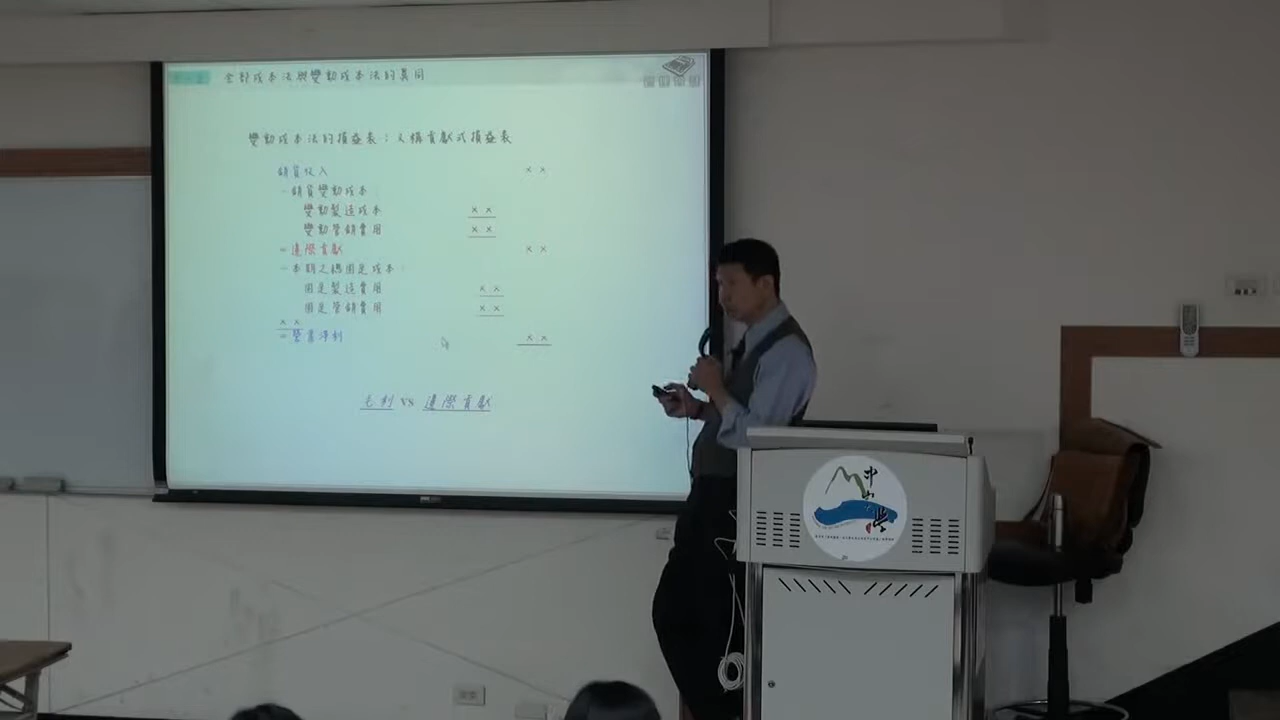 全部成本法與變動成本法的異同
變動成本法的損益表：又稱貢獻式損益表
銷貨收入 ××
－銷貨變動成本
變動製造成本 ××
變動管銷費用 ××
＝邊際貢獻 ××
－本期之總固定成本
固定製造費用 ××
固定管銷費用 ××
××
＝營業淨利 ××
毛利 vs 邊際貢獻
中山